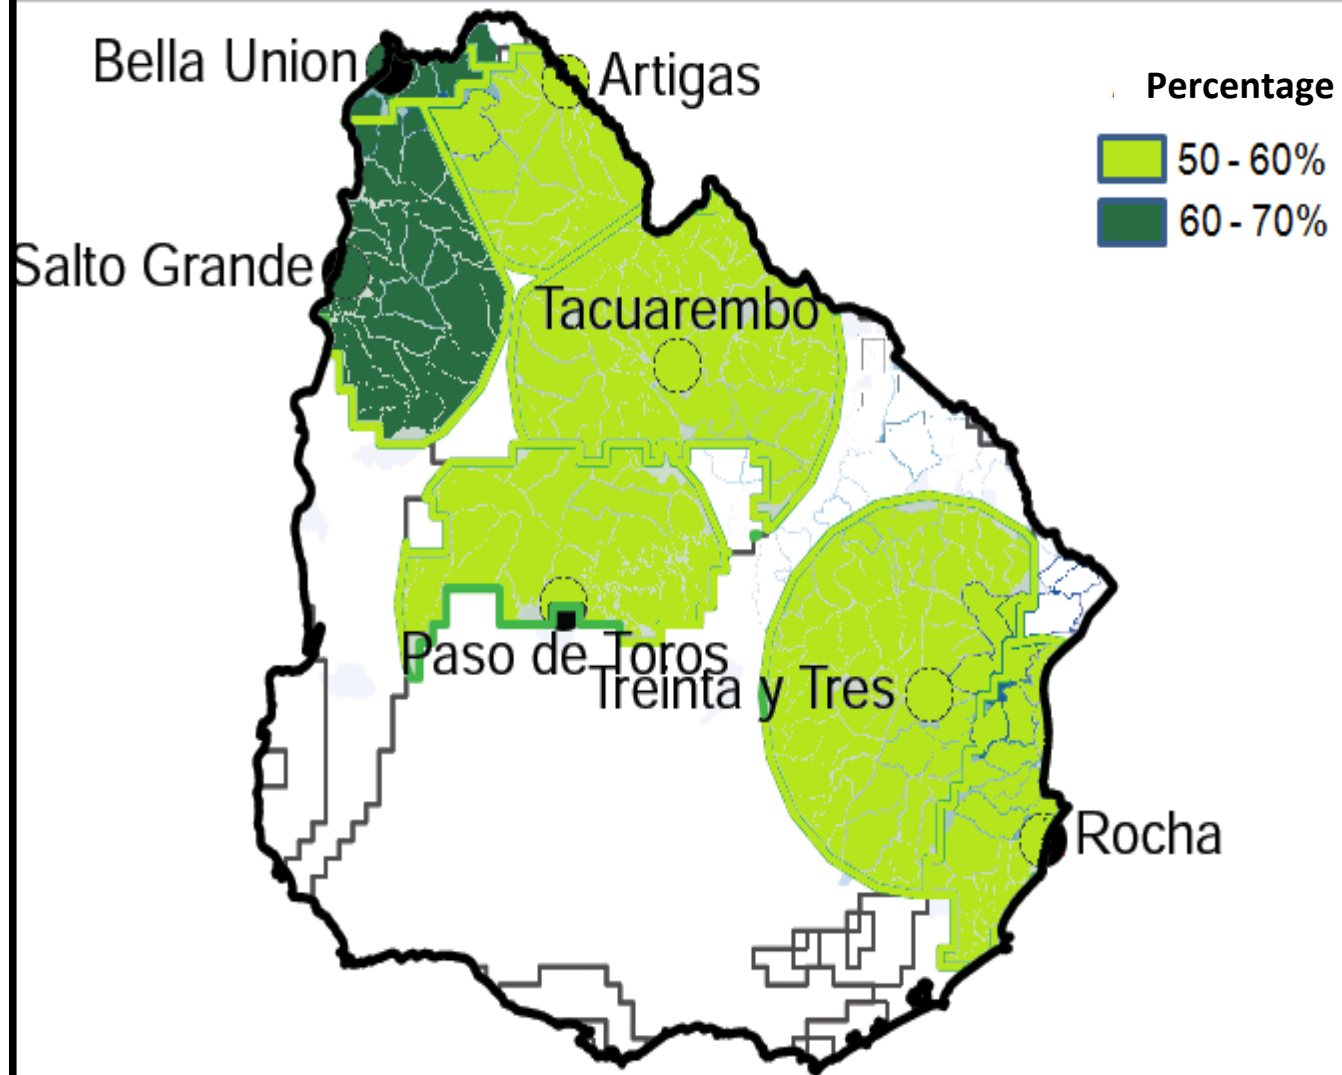 Bella Union
Artigas
Percentage
50 - 60%
60 - 70%
Salto Grande
Tacuarembo
Paso de Toros
Treinta y Tres
Rocha